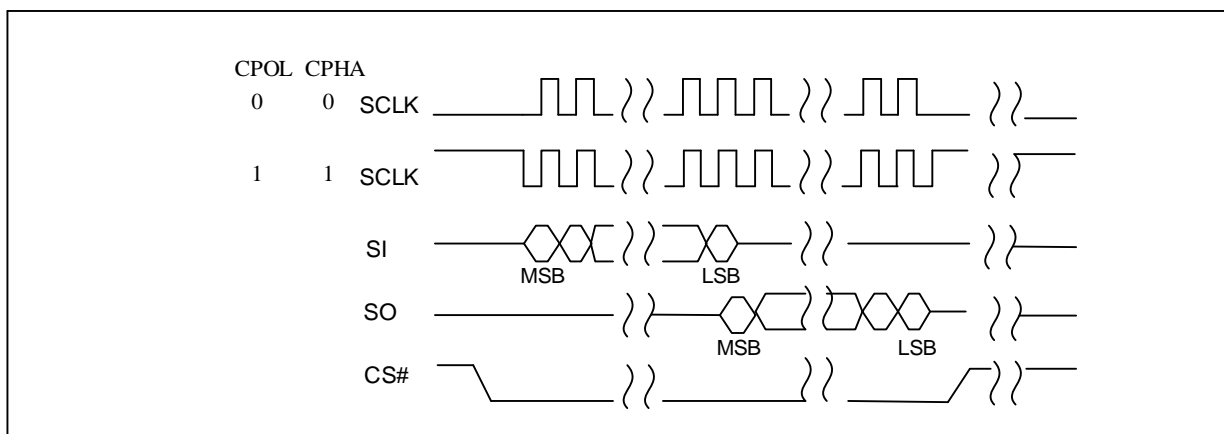 CPOL CPHA
0 0 SCLK
1 1 SCLK
SI
MSB LSB
SO
MSB LSB
CS#